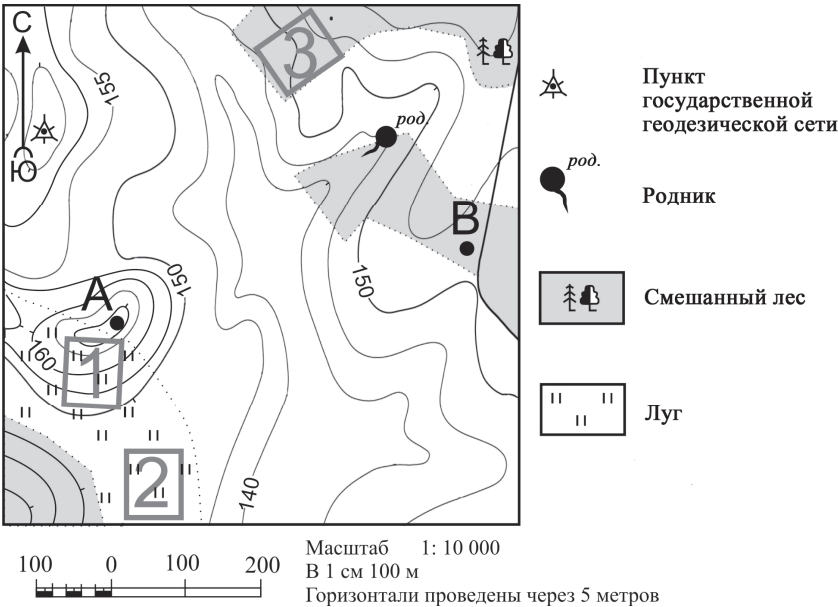 С
3
155
род.
Ю
В
150
150
А
160
1
2
140
Пункт
государственной
геодезической сети
род.
Родник
Смешанный лес
Луг
100 0 100 200
Масштаб 1: 10 000
В 1 см 100 м
Горизонтали проведены через 5 метров